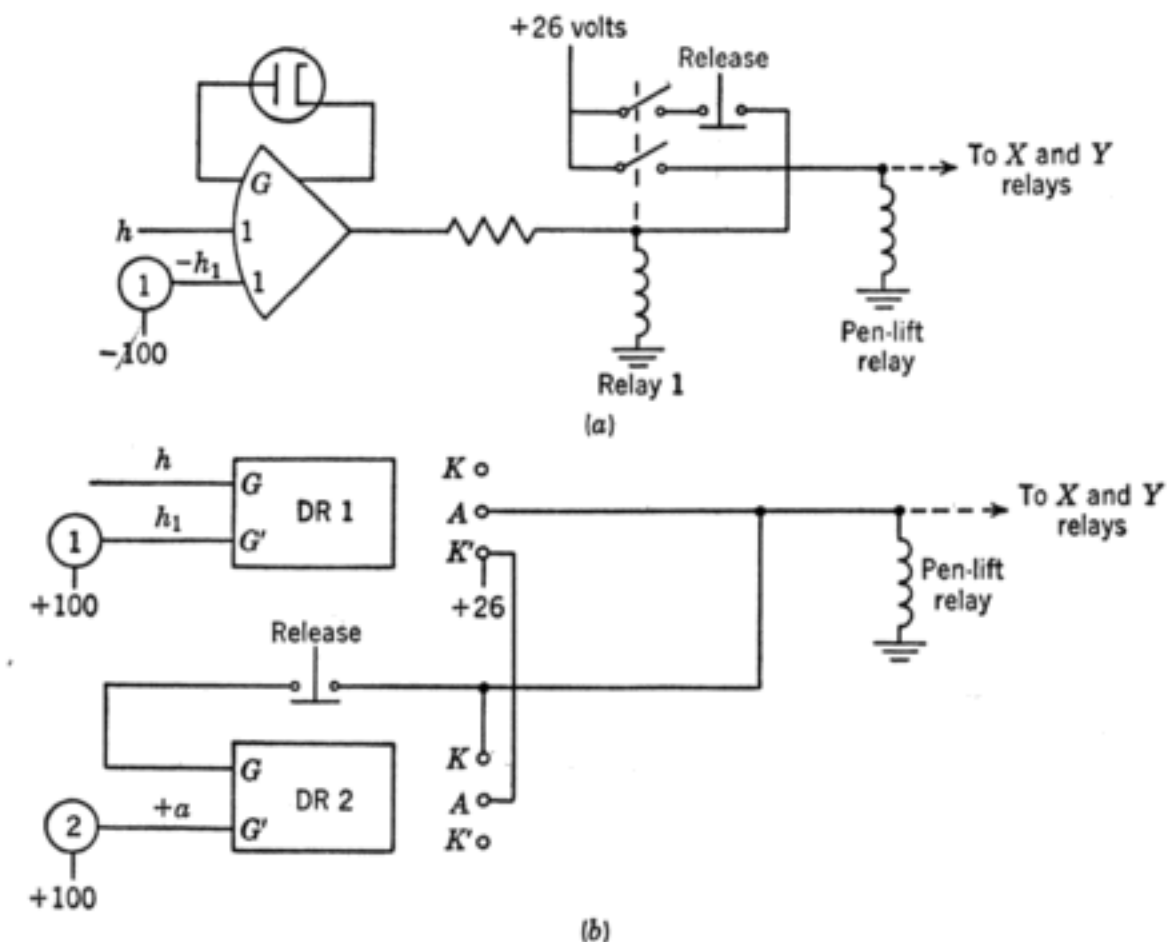 +26 volts
Release
G
To X and Y
relays
h
1
-h₁
1
1
-100
Pen-lift
relay
Relay 1
(a)
h
G
DR 1
K
A
To X and Y
relays
h₁
1
G'
K'
+100
+26
Pen-lift
relay
Release
G
DR 2
K
A
+a
2
G'
K'
+100
(b)